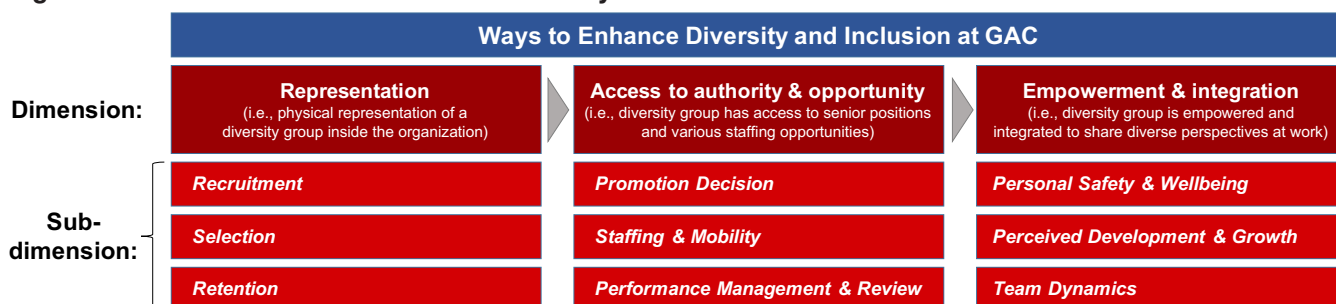 Ways to Enhance Diversity and Inclusion at GAC
Dimension:
Representation
(i.e., physical representation of a
diversity group inside the organization)
Access to authority & opportunity
(i.e., diversity group has access to senior positions
and various staffing opportunities)
Empowerment & integration
(i.e., diversity group is empowered and
integrated to share diverse perspectives at work)
Sub-
dimension:
Recruitment
Promotion Decision
Personal Safety & Wellbeing
Selection
Staffing & Mobility
Perceived Development & Growth
Retention
Performance Management & Review
Team Dynamics